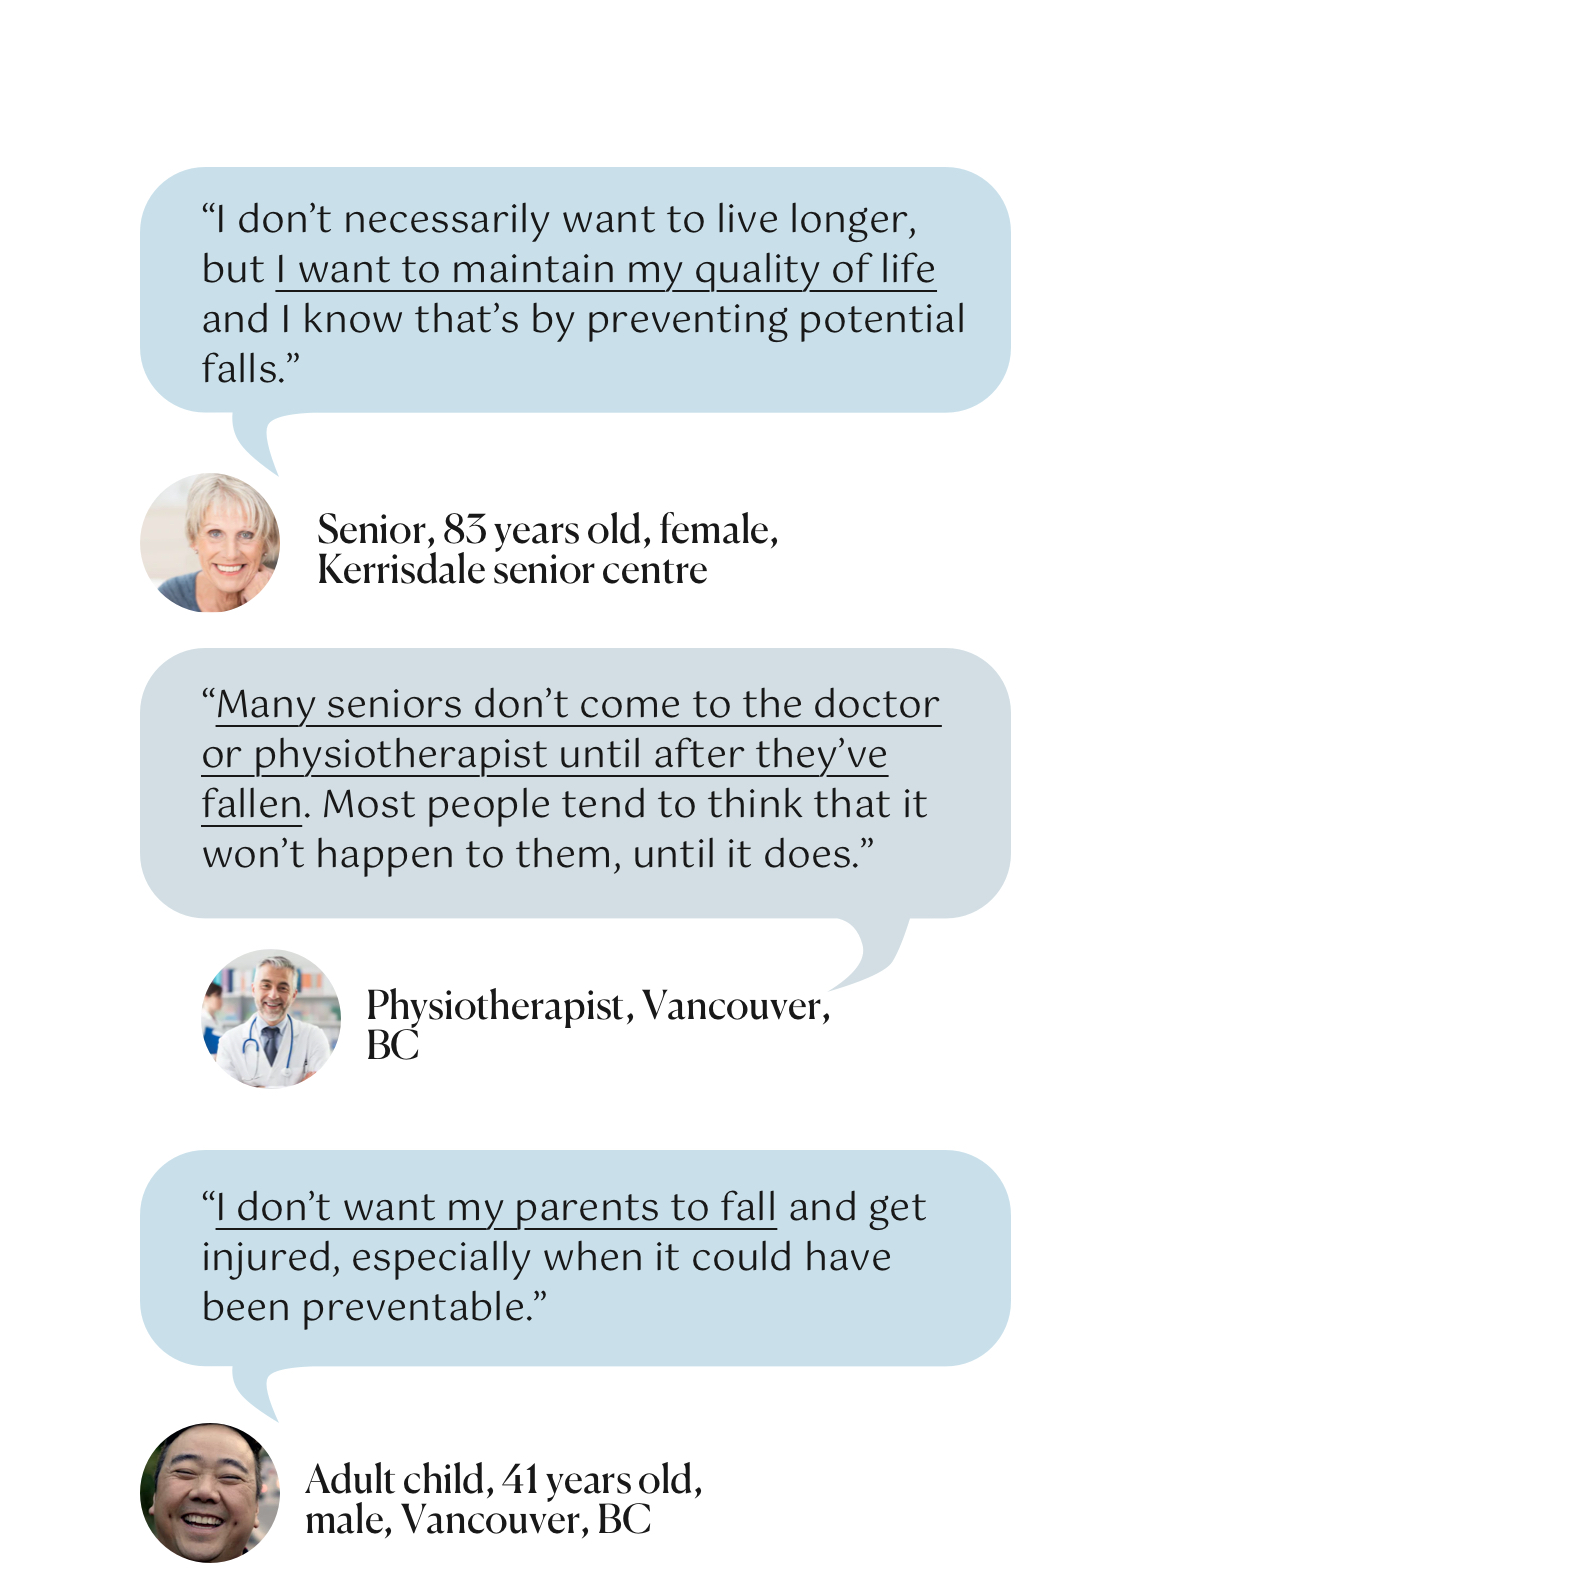 “I don’t necessarily want to live longer,
but I want to maintain my quality of life
and I know that’s by preventing potential
falls.”
Senior, 83 years old, female,
Kerrisdale senior centre
“Many seniors don’t come to the doctor
or physiotherapist until after they’ve
fallen. Most people tend to think that it
won’t happen to them, until it does.”
Physiotherapist, Vancouver,
BC
“I don’t want my parents to fall and get
injured, especially when it could have
been preventable.”
Adult child, 41 years old,
male, Vancouver, BC